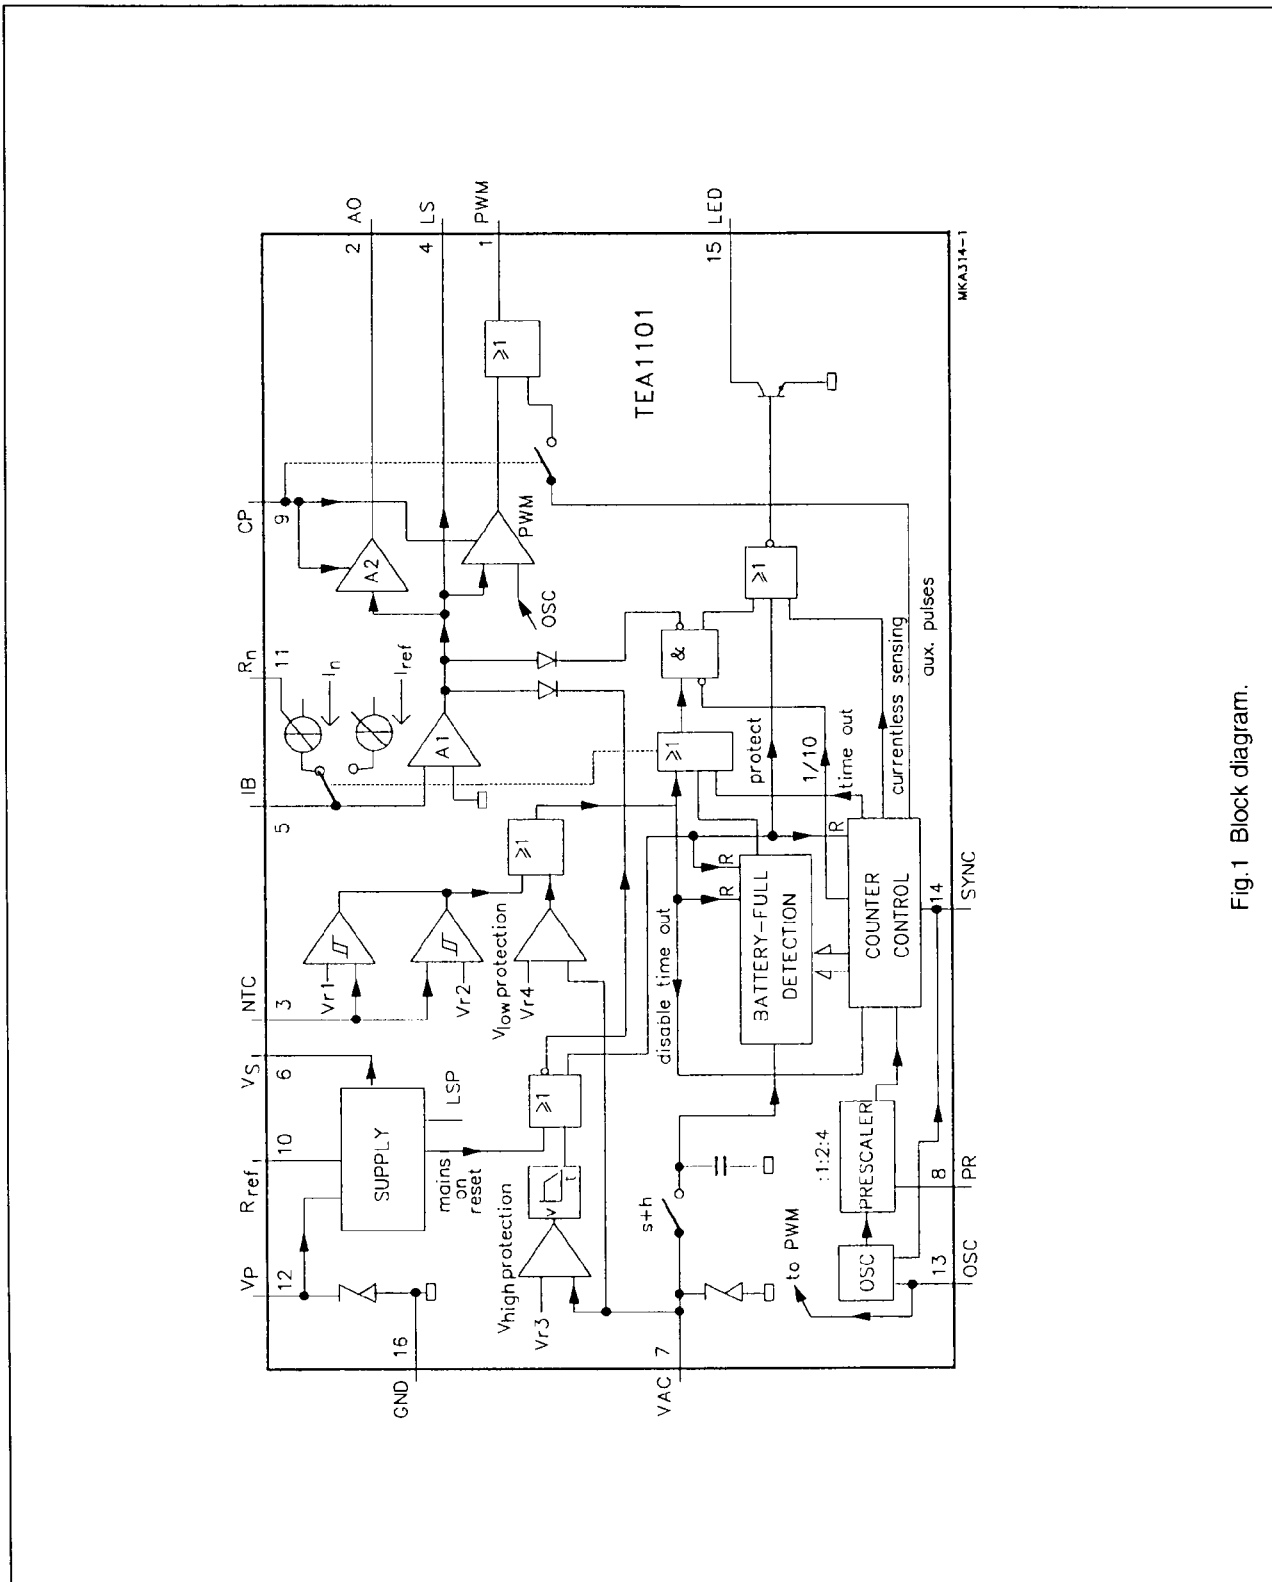 VP
12
Rref
10
VS
6
NTC
3
IB
5
Rn
11
CP
9
GND
16
SUPPLY
LSP
mains
on
reset
Vr1
Vr2
In
Iref
A1
A2
2
AO
4
LS
1
PWM
PWM
OSC
≥1
Vhigh protection
Vr3
V
t
≥1
Vlow protection
Vr4
≥1
TEA1101
VAC
7
s+h
disable time out
R
R
BATTERY-FULL
DETECTION
≥1
&
≥1
15
LED
protect
1/10
time out
currentless sensing
aux. pulses
to PWM
:1:2:4
OSC
PRESCALER
R
COUNTER
CONTROL
13
OSC
8
PR
14
SYNC
MKA314-1
Fig.1 Block diagram.